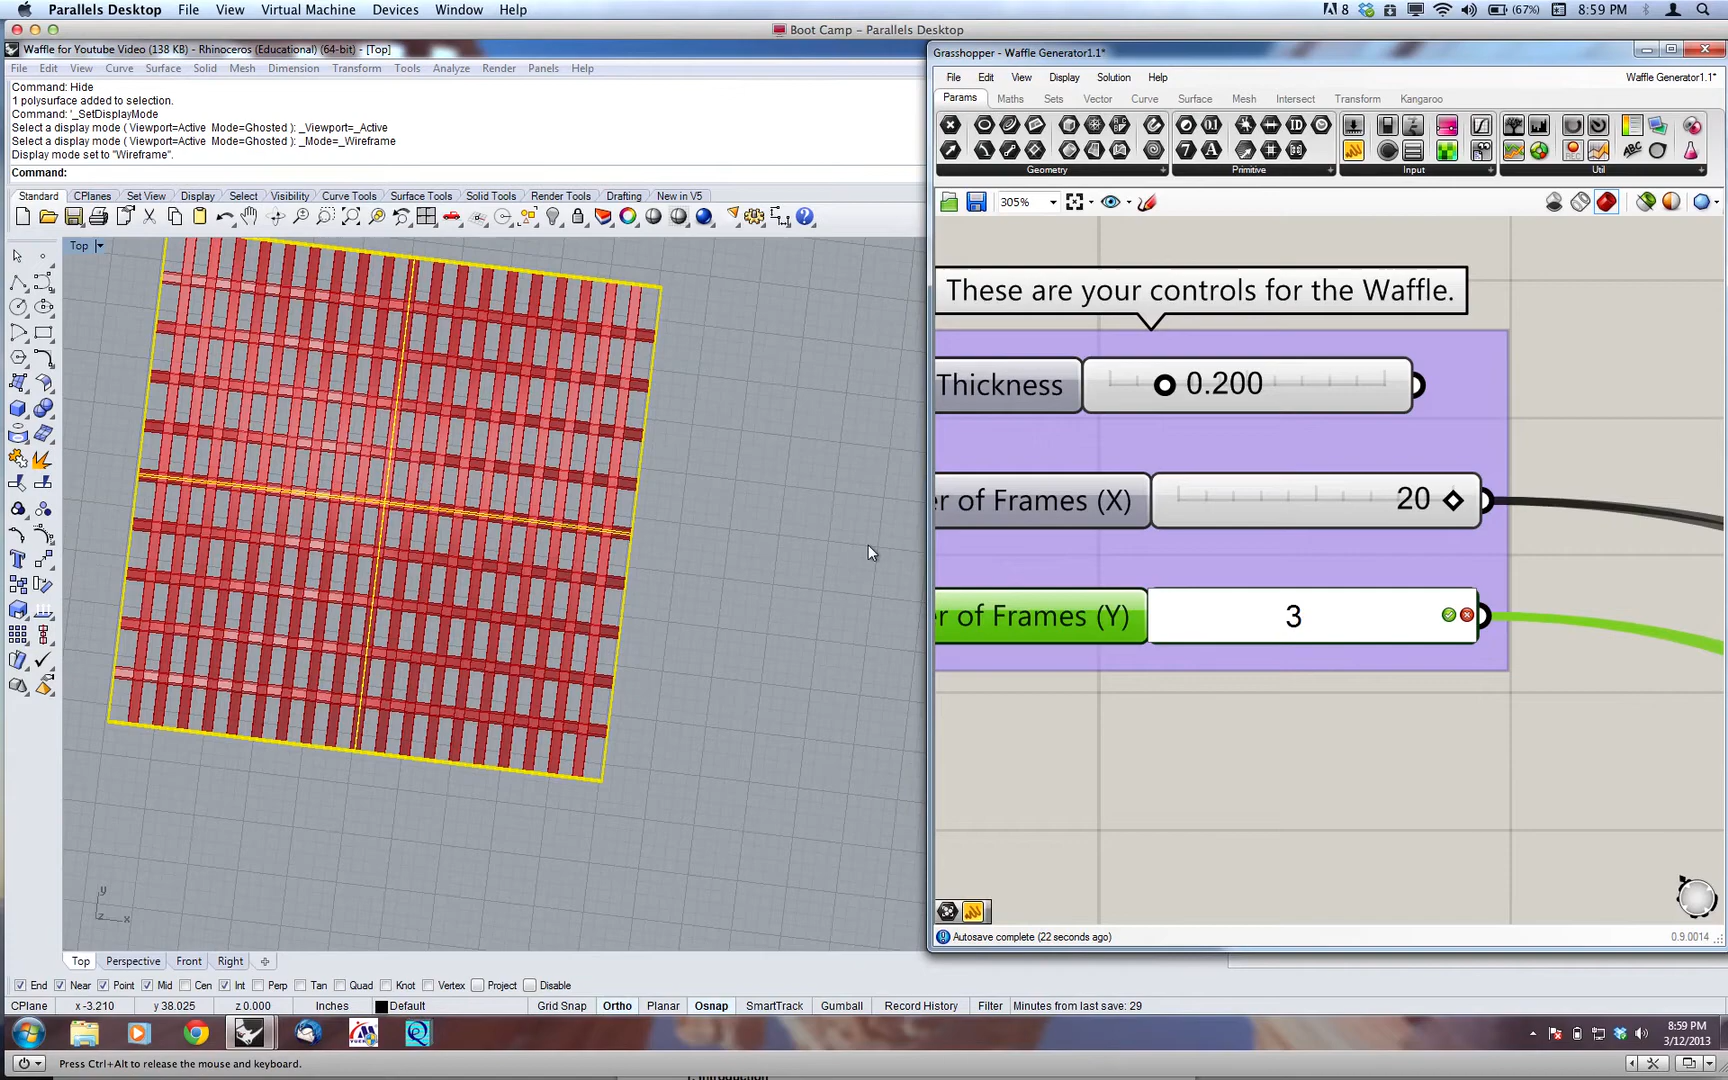 Parallels Desktop File View Virtual Machine Devices Window Help
8 (67%) 8:59 PM
Boot Camp – Parallels Desktop
Waffle for Youtube Video (138 KB) - Rhinoceros (Educational) (64-bit) - [Top]
File Edit View Curve Surface Solid Mesh Dimension Transform Tools Analyze Render Panels Help
Command: Hide
1 polysurface added to selection.
Command: '_SetDisplayMode
Select a display mode ( Viewport=Active Mode=Ghosted ): _Viewport=_Active
Select a display mode ( Viewport=Active Mode=Ghosted ): _Mode=_Wireframe
Display mode set to "Wireframe".
Command:
Standard CPlanes Set View Display Select Visibility Curve Tools Surface Tools Solid Tools Render Tools Drafting New in V5
Top
y
z x
Top Perspective Front Right
End Near Point Mid Cen Int Perp Tan Quad Knot Vertex Project Disable
CPlane x -3.210 y 38.025 z 0.000 Inches Default Grid Snap Ortho Planar Osnap SmartTrack Gumball Record History Filter Minutes from last save: 29
Grasshopper - Waffle Generator1.1*
File Edit View Display Solution Help Waffle Generator1.1*
Params Maths Sets Vector Curve Surface Mesh Intersect Transform Kangaroo
Geometry Primitive Input Util
305%
These are your controls for the Waffle.
Thickness 0.200
er of Frames (X) 20
er of Frames (Y) 3
Autosave complete (22 seconds ago) 0.9.0014
8:59 PM
3/12/2013
Press Ctrl+Alt to release the mouse and keyboard.